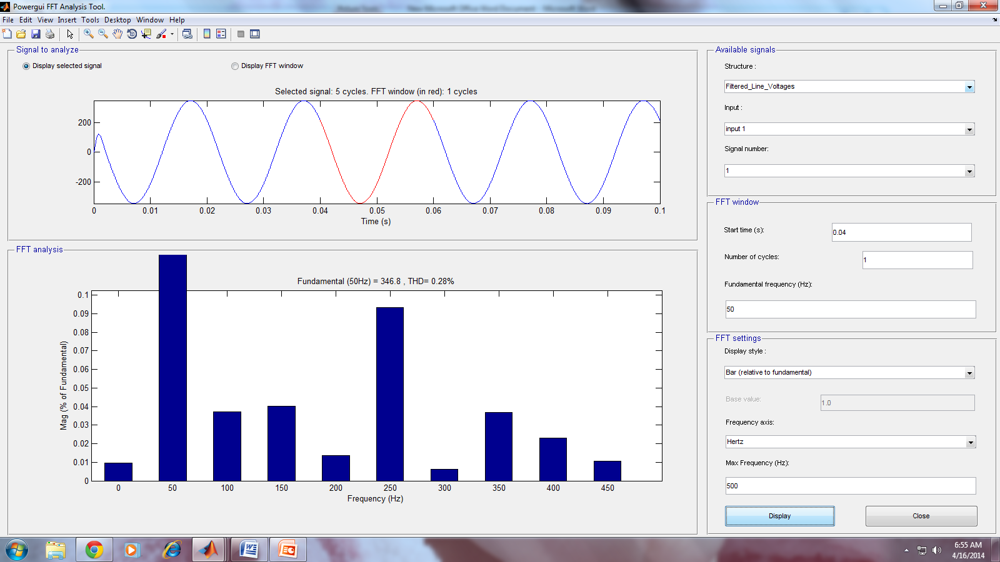 Powergui FFT Analysis Tool.
File Edit View Insert Tools Desktop Window Help
Signal to analyze
Display selected signal
Display FFT window
Selected signal: 5 cycles. FFT window (in red): 1 cycles
200
0
-200
0 0.01 0.02 0.03 0.04 0.05 0.06 0.07 0.08 0.09 0.1
Time (s)
FFT analysis
Fundamental (50Hz) = 346.8 , THD= 0.28%
0.1
0.09
0.08
0.07
0.06
0.05
0.04
0.03
0.02
0.01
0
Mag (% of Fundamental)
0 50 100 150 200 250 300 350 400 450
Frequency (Hz)
Available signals
Structure :
Filtered_Line_Voltages
Input :
input 1
Signal number:
1
FFT window
Start time (s):
0.04
Number of cycles:
1
Fundamental frequency (Hz):
50
FFT settings
Display style :
Bar (relative to fundamental)
Base value:
1.0
Frequency axis:
Hertz
Max Frequency (Hz):
500
Display
Close
6:55 AM
4/16/2014